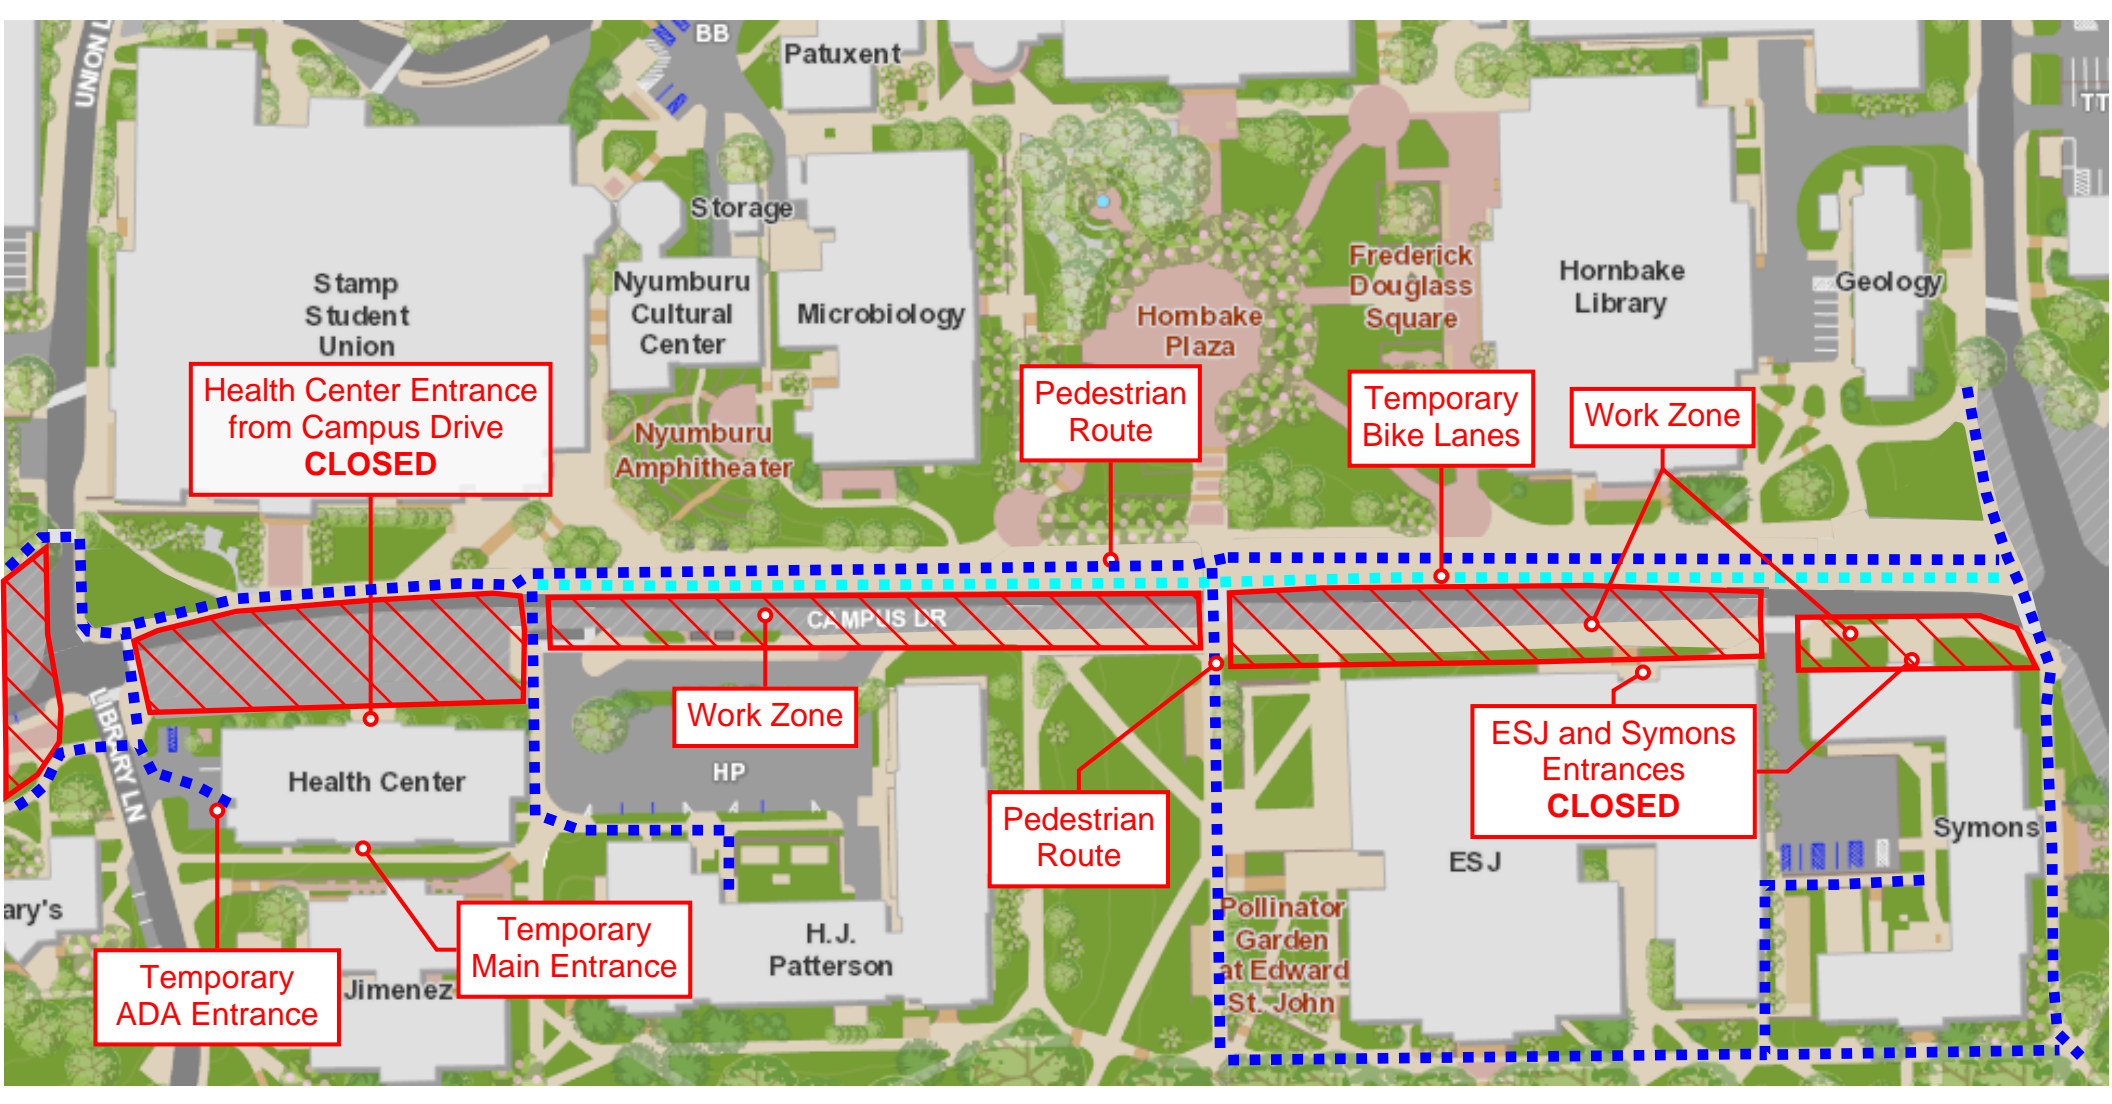 BB
Patuxent
UNION L
TT
Storage
Stamp
Student
Union
Nyumburu
Cultural
Center
Microbiology
Hornbake
Plaza
Frederick
Douglass
Square
Hornbake
Library
Geology
Health Center Entrance
from Campus Drive
CLOSED
Nyumburu
Amphitheater
Pedestrian
Route
Temporary
Bike Lanes
Work Zone
CAMPUS DR
LIBRARY LN
Work Zone
HP
Health Center
Pedestrian
Route
ESJ and Symons
Entrances
CLOSED
Symons
ESJ
ary's
Temporary
Main Entrance
H.J.
Patterson
Pollinator
Garden
at Edward
St. John
Temporary
ADA Entrance
Jimenez